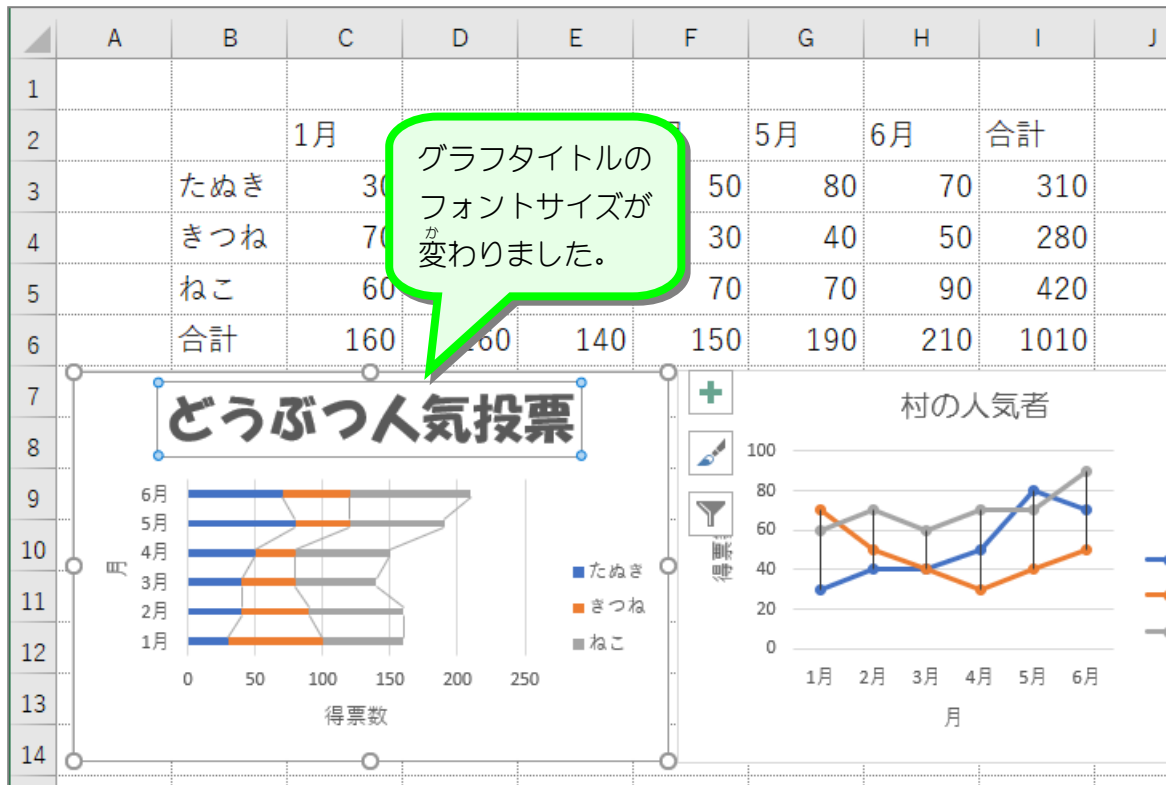 A B C D E F G H I J
1
2 1月 5月 6月 合計
3 たぬき 30 50 80 70 310
4 きつね 70 30 40 50 280
5 ねこ 60 70 70 90 420
6 合計 160 160 140 150 190 210 1010
グラフタイトルの
フォントサイズが
か
変わりました。
7
8
9
10
11
12
13
14
どうぶつ人気投票
6月
5月
4月
3月
2月
1月
月
0 50 100 150 200 250
得票数
たぬき
きつね
ねこ
村の人気者
100
80
60
40
20
0
得票
1月 2月 3月 4月 5月 6月
月